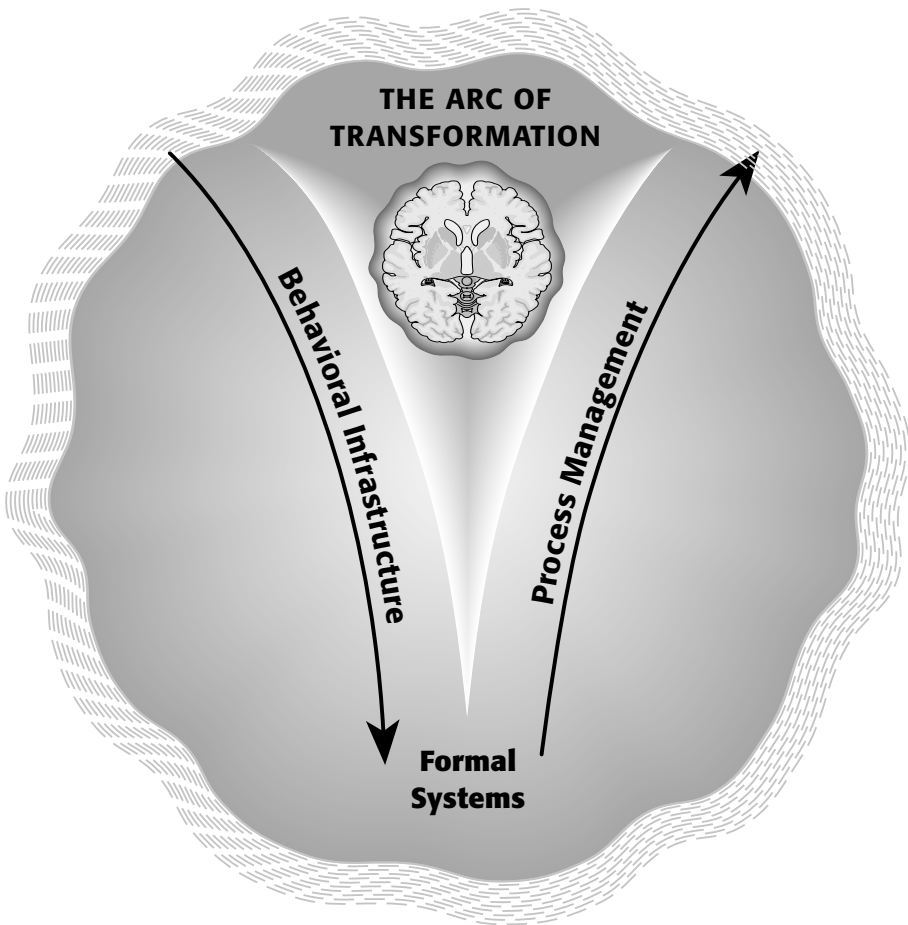 THE ARC OF
TRANSFORMATION
Behavioral Infrastructure
Process Management
Formal
Systems